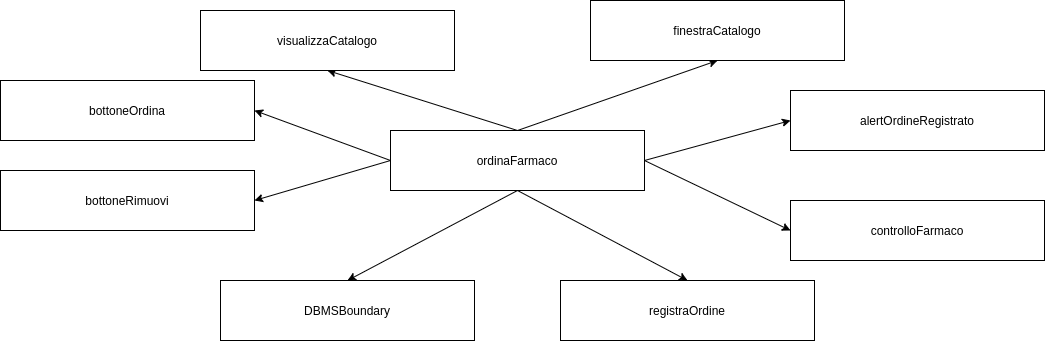 finestraCatalogo
visualizzaCatalogo
bottoneOrdina
alertOrdineRegistrato
ordinaFarmaco
bottoneRimuovi
controlloFarmaco
DBMSBoundary
registraOrdine